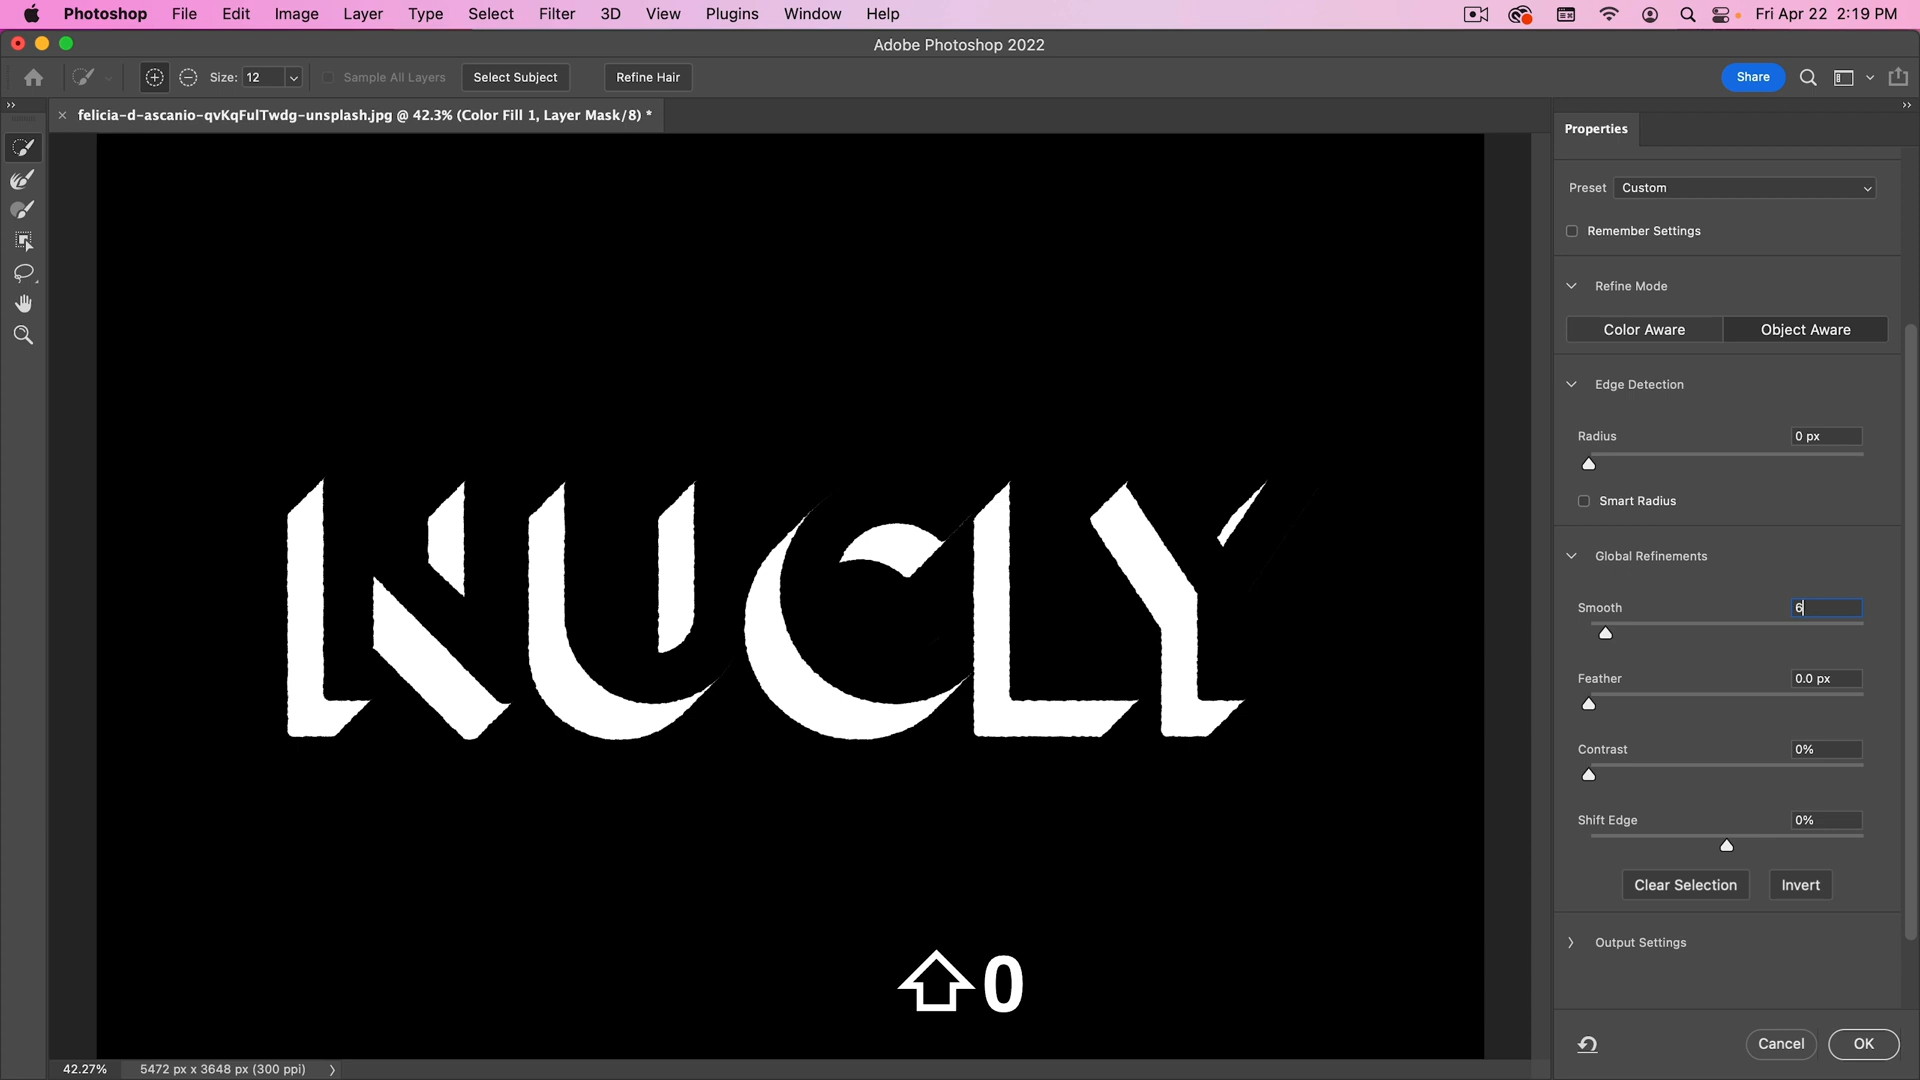 Photoshop File Edit Image Layer Type Select Filter 3D View Plugins Window Help Fri Apr 22 2:19 PM
Adobe Photoshop 2022
Size: 12 Sample All Layers Select Subject Refine Hair Share
felicia-d-ascanio-qvKqFulTwdg-unsplash.jpg @ 42.3% (Color Fill 1, Layer Mask/8) *
Properties
Preset Custom
Remember Settings
Refine Mode
Color Aware Object Aware
Edge Detection
Radius 0 px
Smart Radius
Global Refinements
Smooth 6
Feather 0.0 px
Contrast 0%
Shift Edge 0%
Clear Selection Invert
Output Settings
Cancel OK
NUCLY
⇧0
42.27% 5472 px x 3648 px (300 ppi)